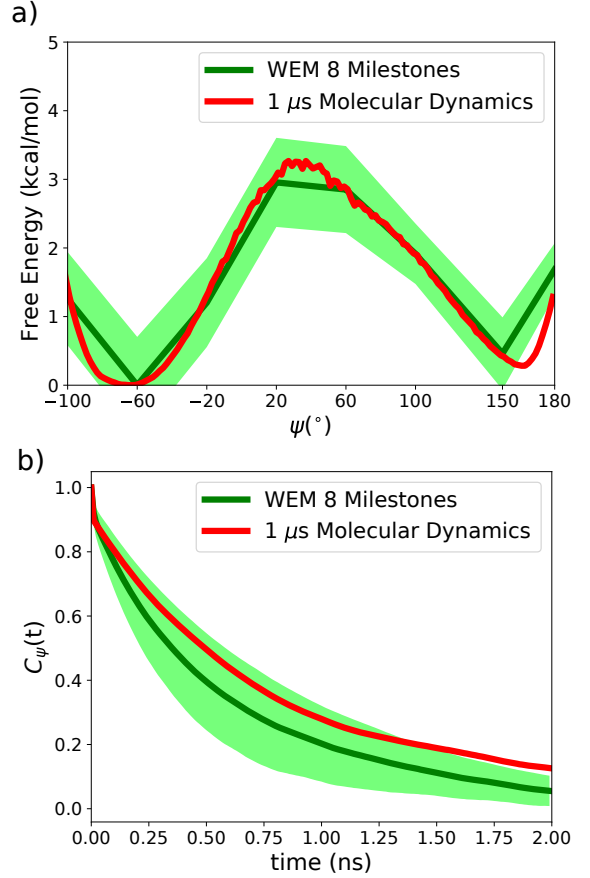 a)
WEM 8 Milestones
1 μs Molecular Dynamics
Free Energy (kcal/mol)
5
4
3
2
1
0
−100 −60 −20 20 60 100 150 180
ψ(°)
b)
WEM 8 Milestones
1 μs Molecular Dynamics
C_ψ(t)
1.0
0.8
0.6
0.4
0.2
0.0
0.00 0.25 0.50 0.75 1.00 1.25 1.50 1.75 2.00
time (ns)